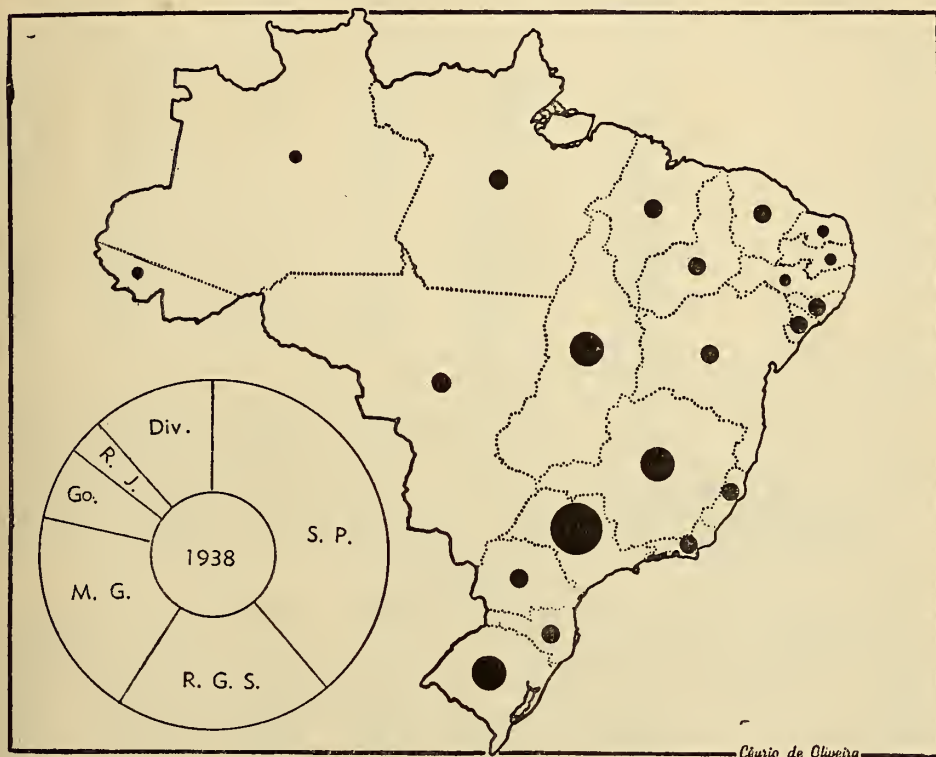 Div.
R. J.
Go.
S. P.
1938
M. G.
R. G. S.
Céurio de Oliveira